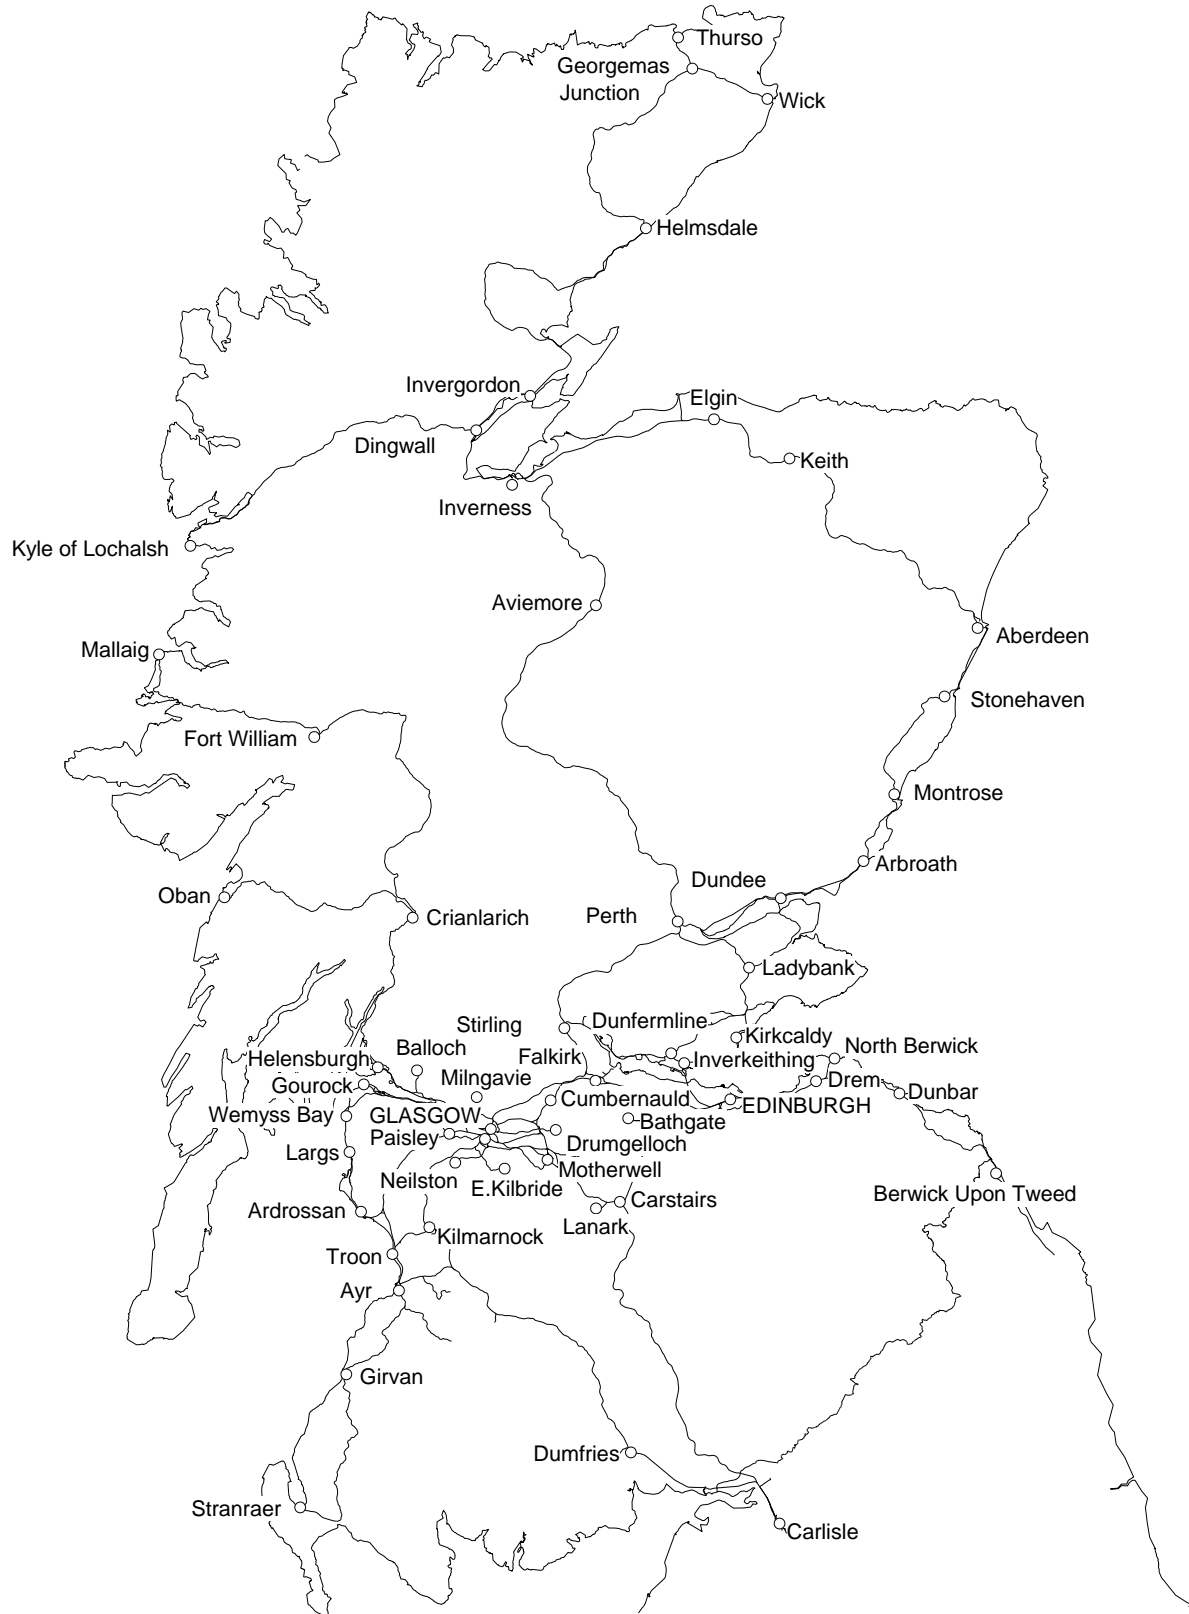 Thurso
Georgemas
Junction
Wick
Helmsdale
Invergordon
Elgin
Dingwall
Keith
Inverness
Kyle of Lochalsh
Aviemore
Aberdeen
Mallaig
Stonehaven
Fort William
Montrose
Arbroath
Dundee
Oban
Perth
Crianlarich
Ladybank
Stirling
Dunfermline
Kirkcaldy
North Berwick
Balloch
Helensburgh
Falkirk
Inverkeithing
Milngavie
Gourock
Drem
Dunbar
Cumbernauld
EDINBURGH
Wemyss Bay
GLASGOW
Bathgate
Paisley
Drumgelloch
Largs
Motherwell
Neilston
E.Kilbride
Berwick Upon Tweed
Carstairs
Ardrossan
Lanark
Kilmarnock
Troon
Ayr
Girvan
Dumfries
Stranraer
Carlisle